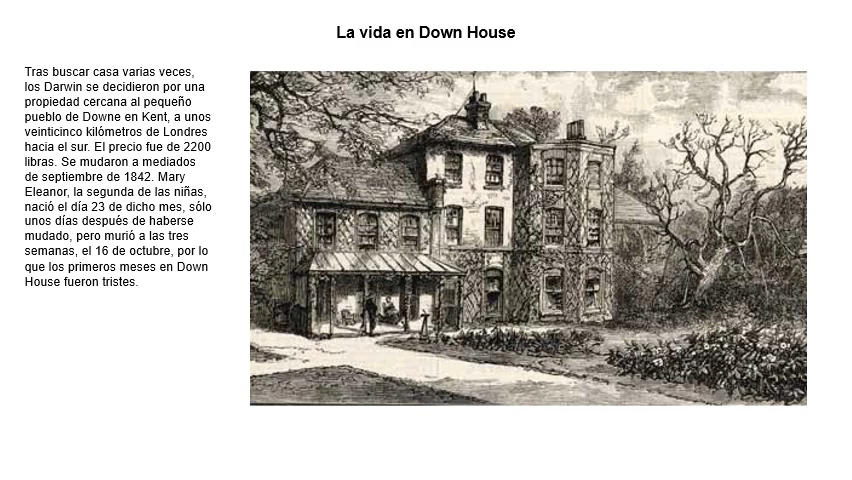 La vida en Down House
Tras buscar casa varias veces,
los Darwin se decidieron por una
propiedad cercana al pequeño
pueblo de Downe en Kent, a unos
veinticinco kilómetros de Londres
hacia el sur. El precio fue de 2200
libras. Se mudaron a mediados
de septiembre de 1842. Mary
Eleanor, la segunda de las niñas,
nació el día 23 de dicho mes, sólo
unos días después de haberse
mudado, pero murió a las tres
semanas, el 16 de octubre, por lo
que los primeros meses en Down
House fueron tristes.